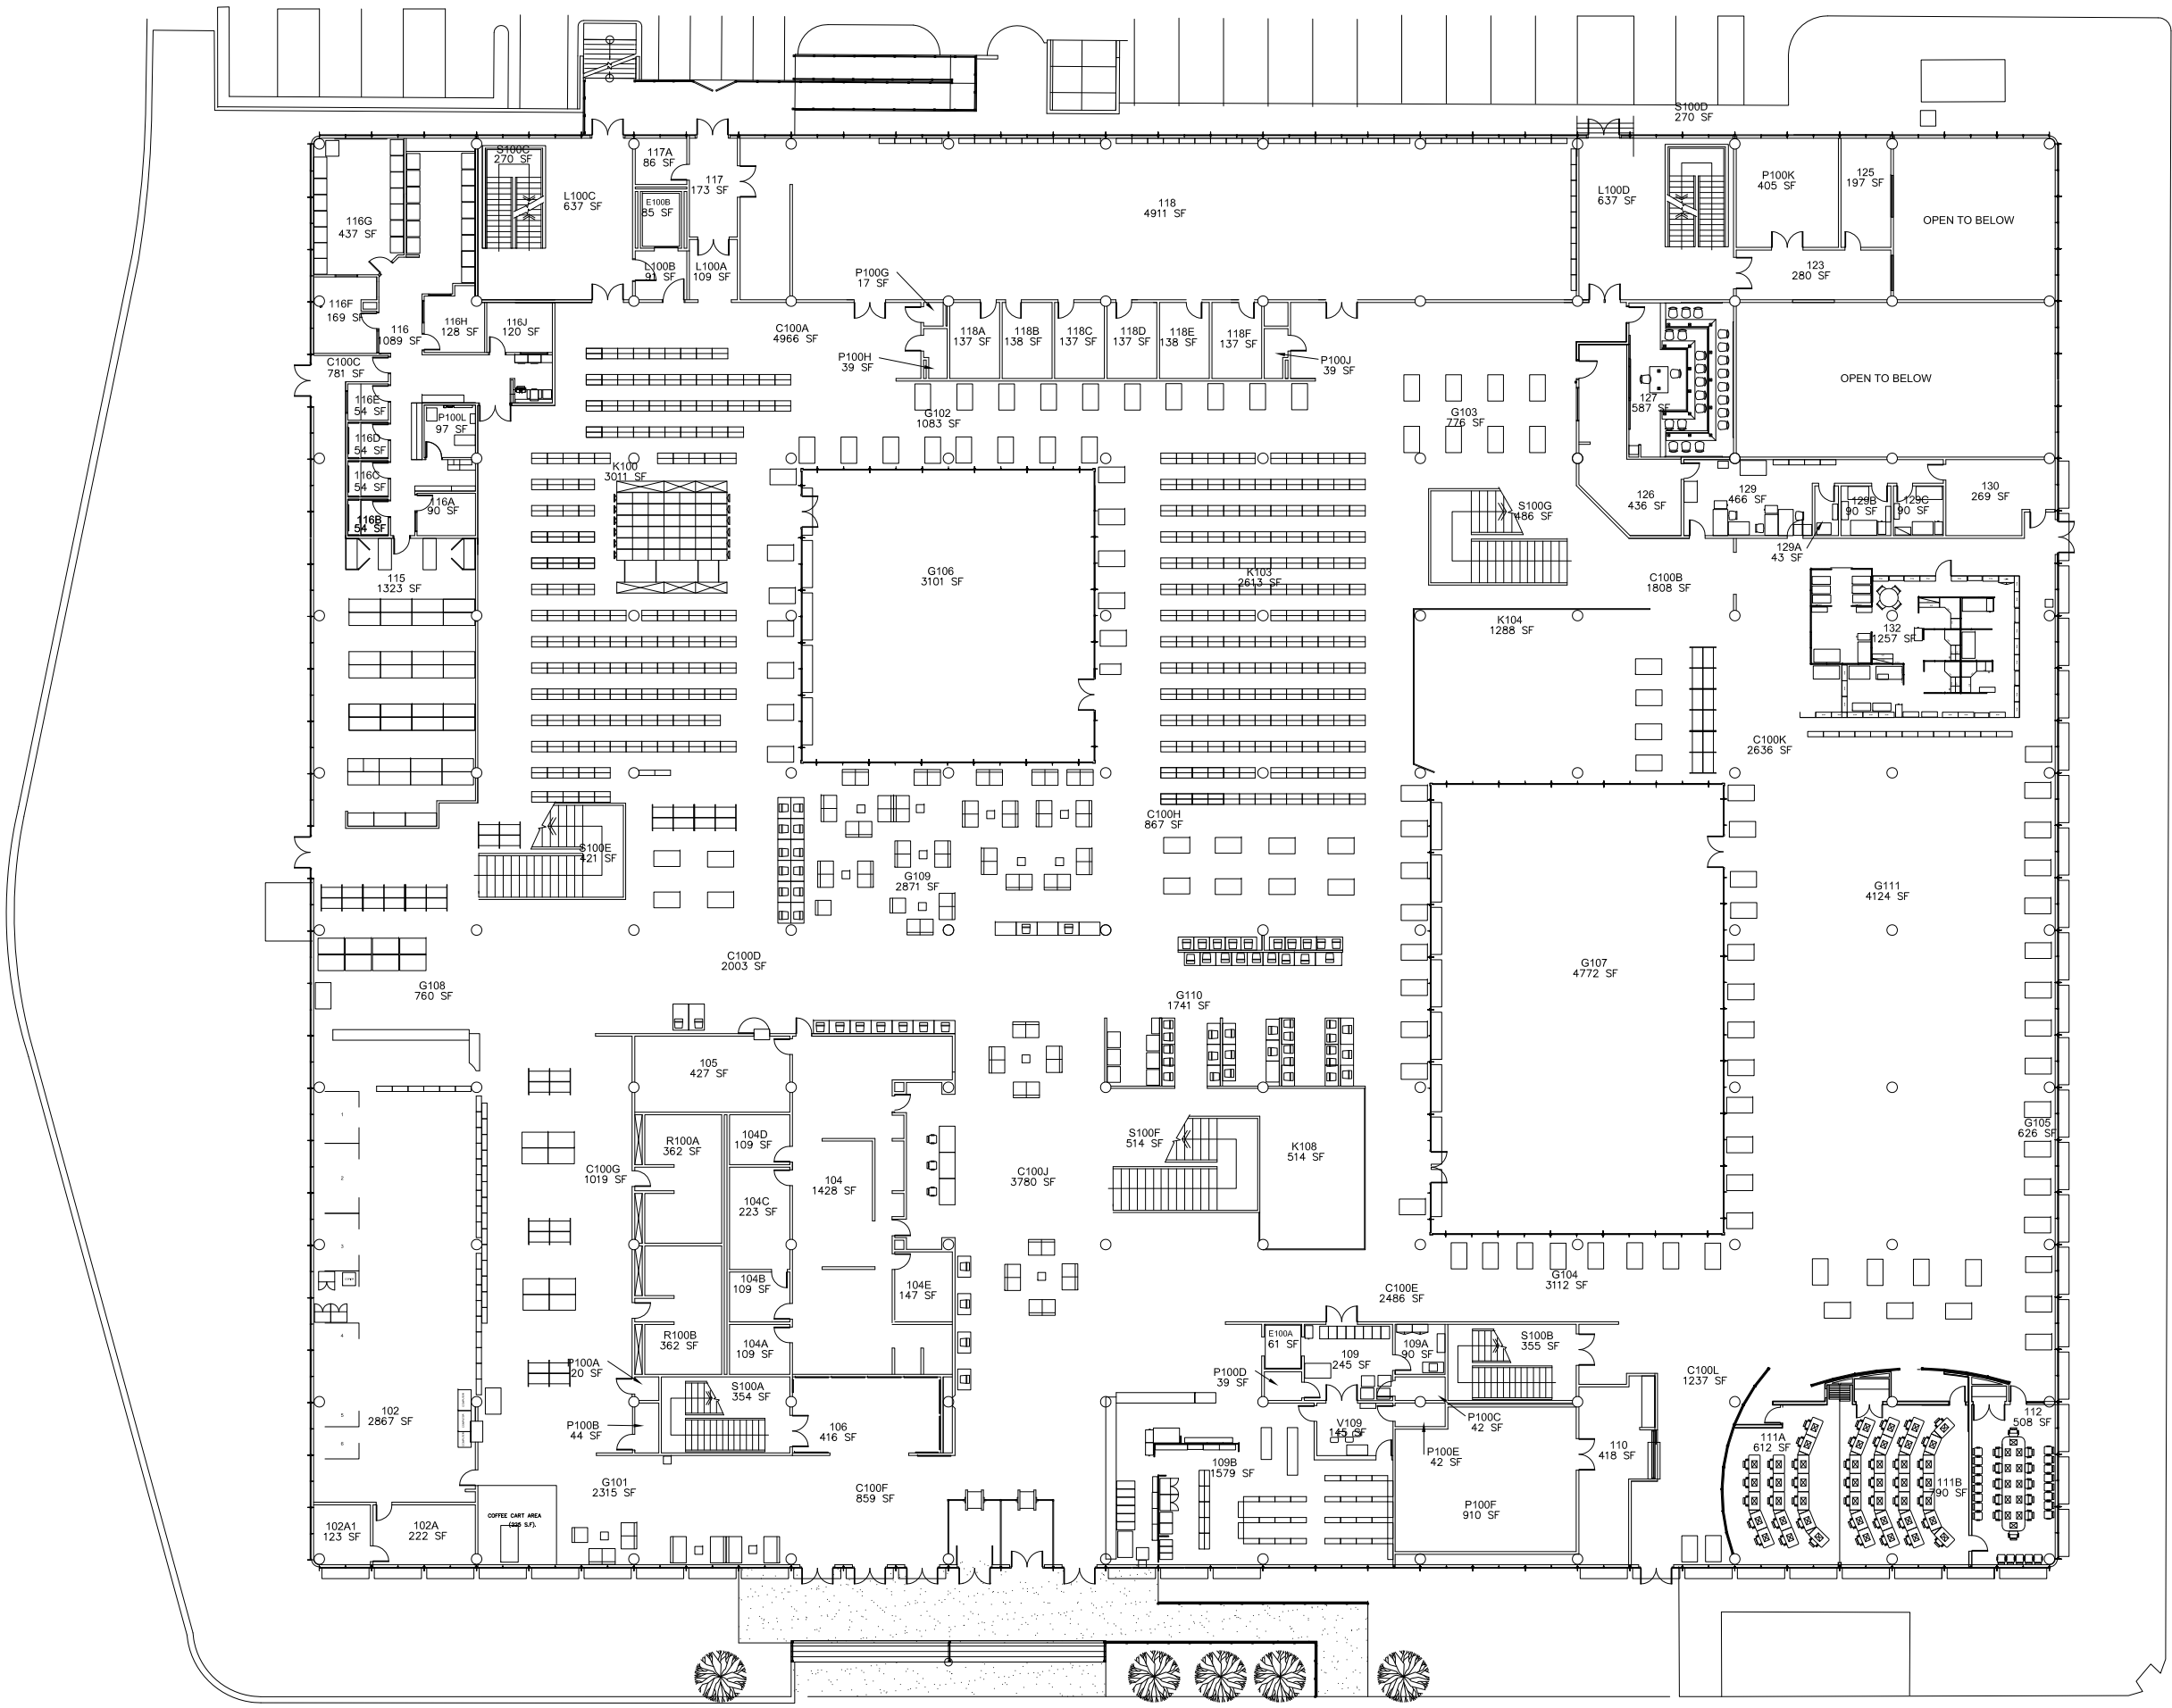 S100D
270 SF
S100C
270 SF
117A
86 SF
117
173 SF
L100C
637 SF
E100B
85 SF
116G
437 SF
118
4911 SF
L100D
637 SF
P100K
405 SF
125
197 SF
OPEN TO BELOW
L100B
91 SF
L100A
109 SF
P100G
17 SF
123
280 SF
116F
169 SF
116
1089 SF
116H
128 SF
116J
120 SF
C100A
4966 SF
118A
137 SF
118B
138 SF
118C
137 SF
118D
137 SF
118E
138 SF
118F
137 SF
P100H
39 SF
P100J
39 SF
C100C
781 SF
OPEN TO BELOW
116E
54 SF
P100L
97 SF
G102
1083 SF
G103
776 SF
127
587 SF
116D
54 SF
K100
3011 SF
116C
54 SF
116A
90 SF
116B
54 SF
S100G
486 SF
126
436 SF
129
466 SF
129B
90 SF
129C
90 SF
130
269 SF
129A
43 SF
115
1323 SF
G106
3101 SF
K103
2613 SF
C100B
1808 SF
K104
1288 SF
132
1257 SF
C100K
2636 SF
C100H
867 SF
S100E
421 SF
G109
2871 SF
G111
4124 SF
C100D
2003 SF
G107
4772 SF
G108
760 SF
G110
1741 SF
105
427 SF
1
R100A
362 SF
104D
109 SF
S100F
514 SF
K108
514 SF
G105
626 SF
2
C100G
1019 SF
104C
223 SF
104
1428 SF
C100J
3780 SF
3
104B
109 SF
104E
147 SF
C100E
2486 SF
G104
3112 SF
4
R100B
362 SF
104A
109 SF
E100A
61 SF
109
245 SF
109A
90 SF
S100B
355 SF
P100A
20 SF
P100D
39 SF
C100L
1237 SF
S100A
354 SF
102
2867 SF
5
6
P100B
44 SF
106
416 SF
V109
145 SF
P100C
42 SF
P100E
42 SF
110
418 SF
111A
612 SF
112
508 SF
109B
1579 SF
G101
2315 SF
C100F
859 SF
111B
790 SF
P100F
910 SF
102A1
123 SF
102A
222 SF
COFFEE CART AREA
(225 S.F).